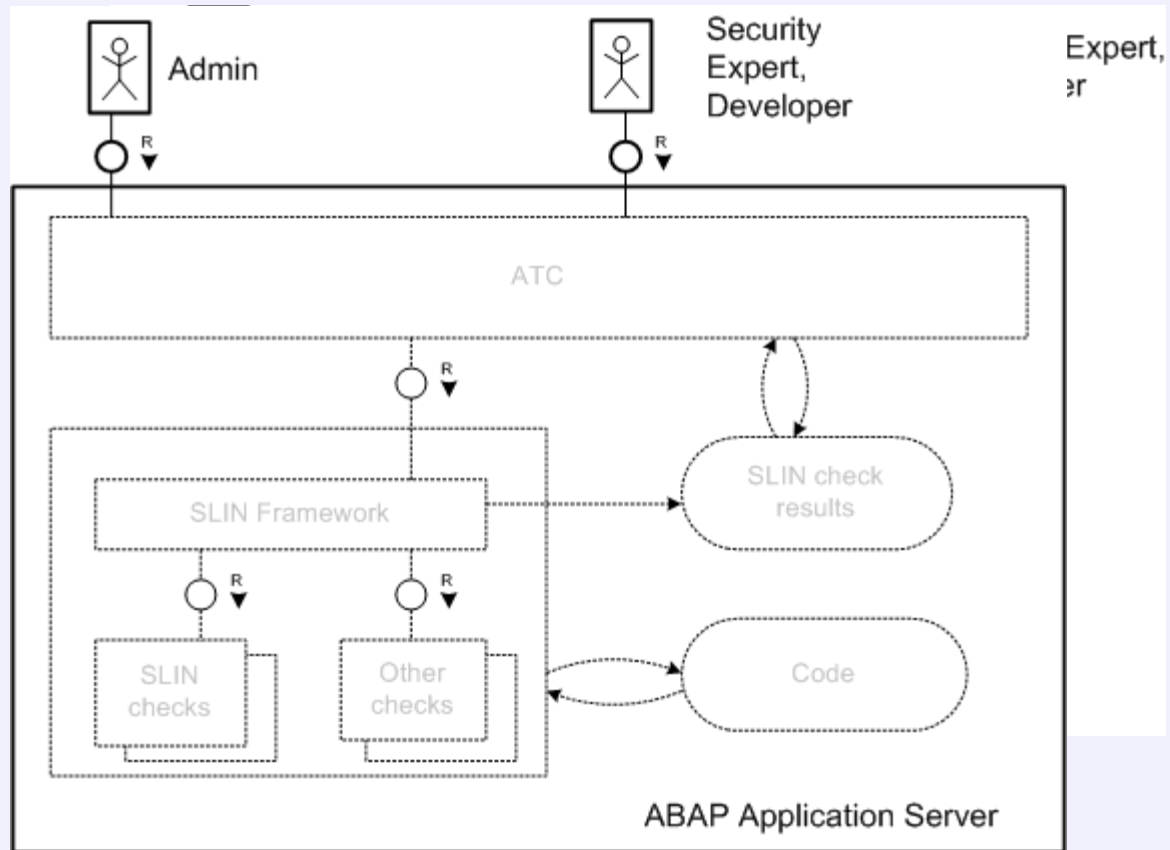 Admin
Security
Expert,
Developer
Expert,
er
R
R
ATC
R
SLIN Framework
SLIN check
results
R
R
SLIN
checks
Other
checks
Code
ABAP Application Server